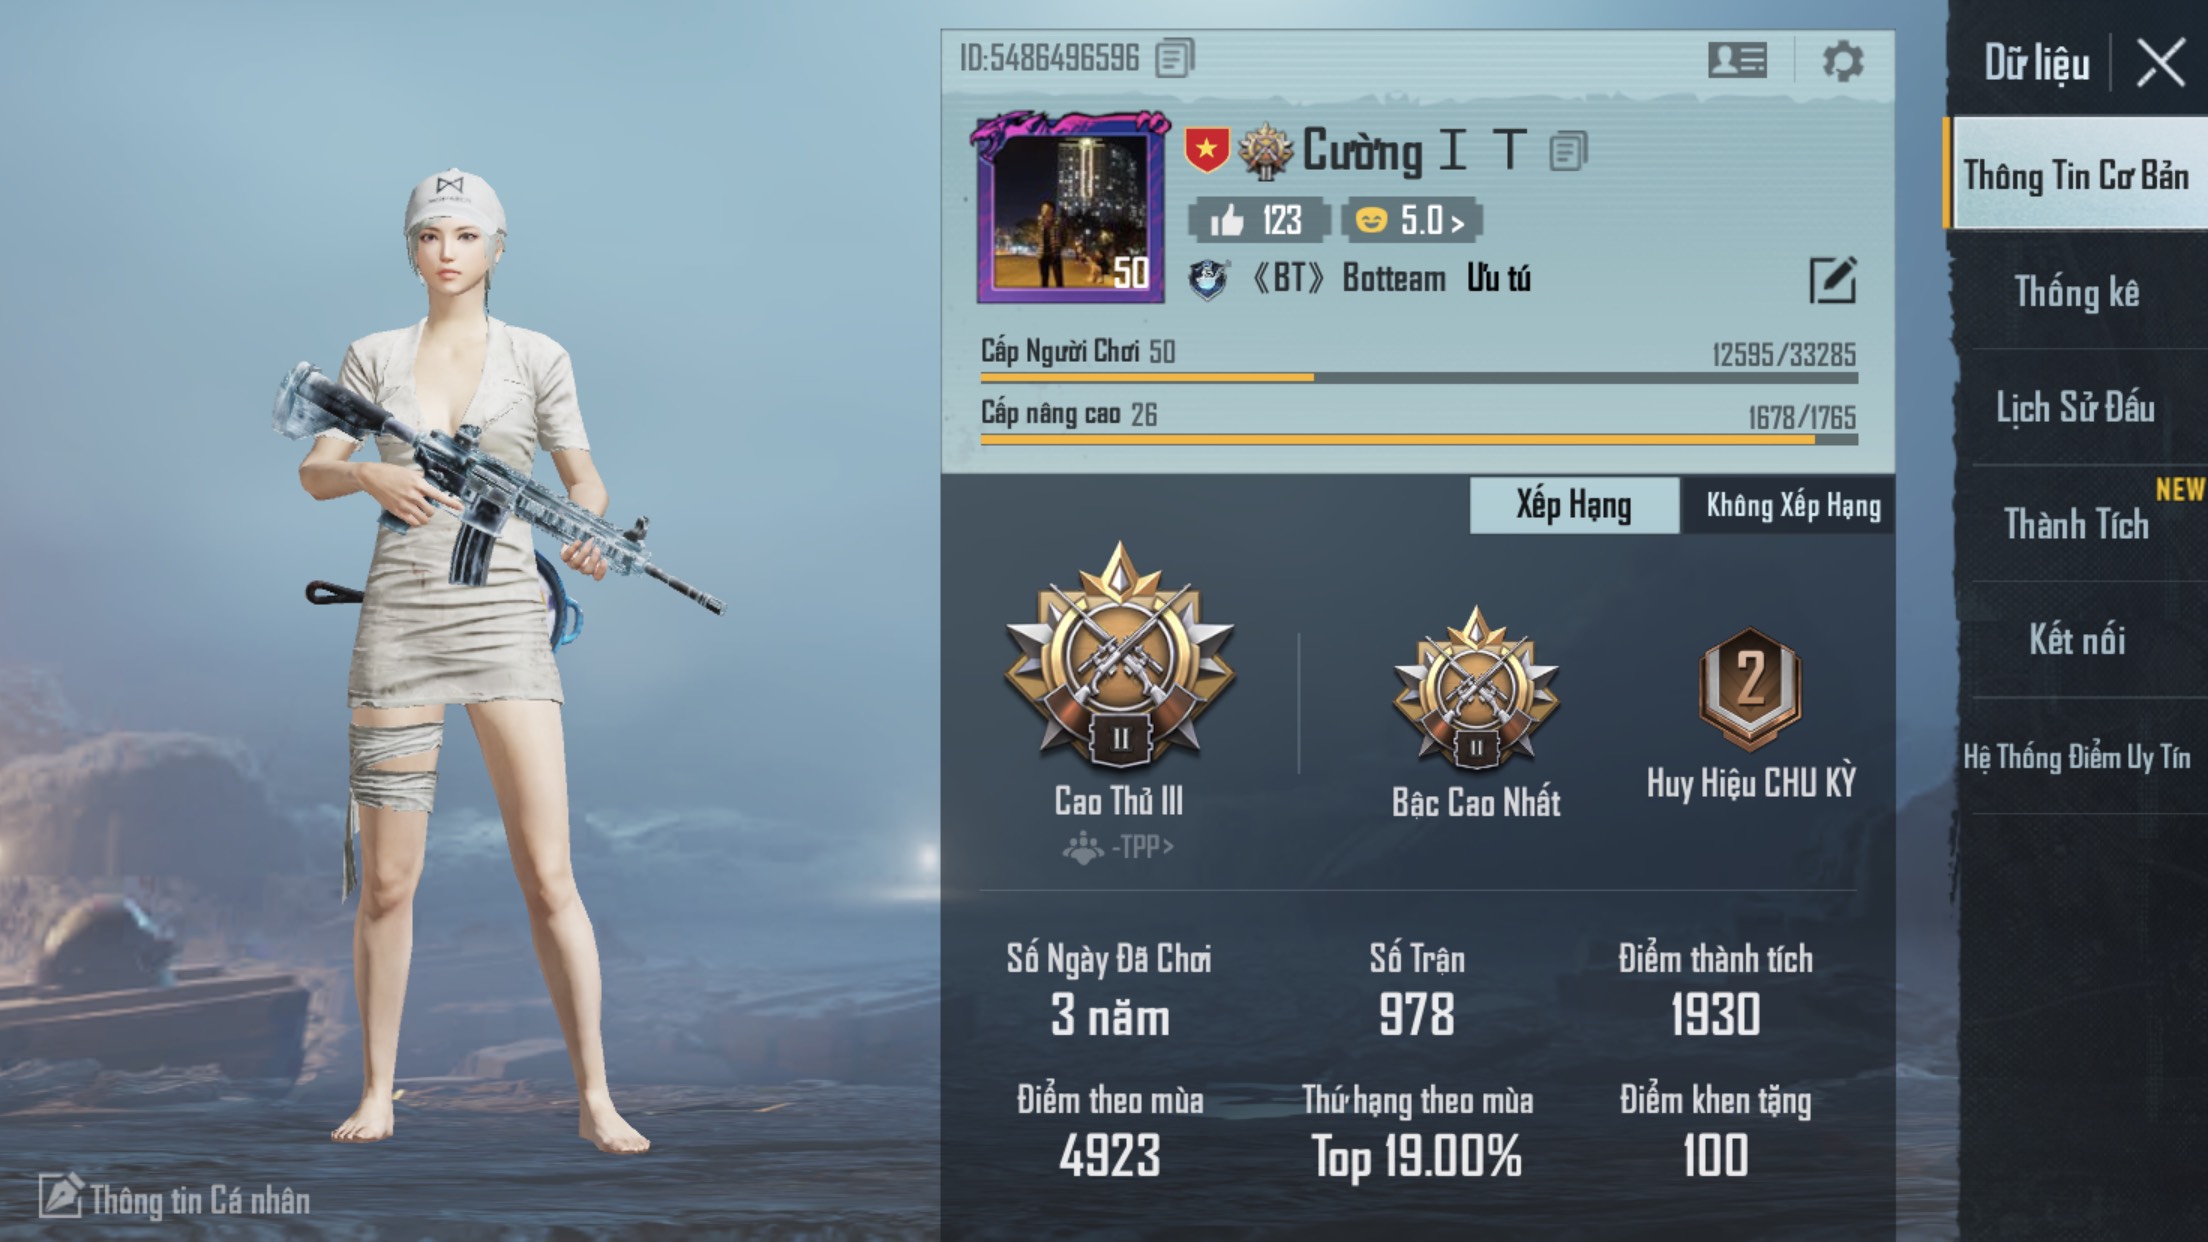 ID:5486496596
Cường I T
123
5.0 >
《BT》 Botteam Ưu tú
50
Cấp Người Chơi 50
12595/33285
Cấp nâng cao 26
1678/1765
Xếp Hạng
Không Xếp Hạng
II
II
2
Cao Thủ III
Bậc Cao Nhất
Huy Hiệu CHU KỲ
-TPP>
Số Ngày Đã Chơi
3 năm
Số Trận
978
Điểm thành tích
1930
Điểm theo mùa
4923
Thứ hạng theo mùa
Top 19.00%
Điểm khen tặng
100
Dữ liệu
Thông Tin Cơ Bản
Thống kê
Lịch Sử Đấu
NEW
Thành Tích
Kết nối
Hệ Thống Điểm Uy Tín
Thông tin Cá nhân